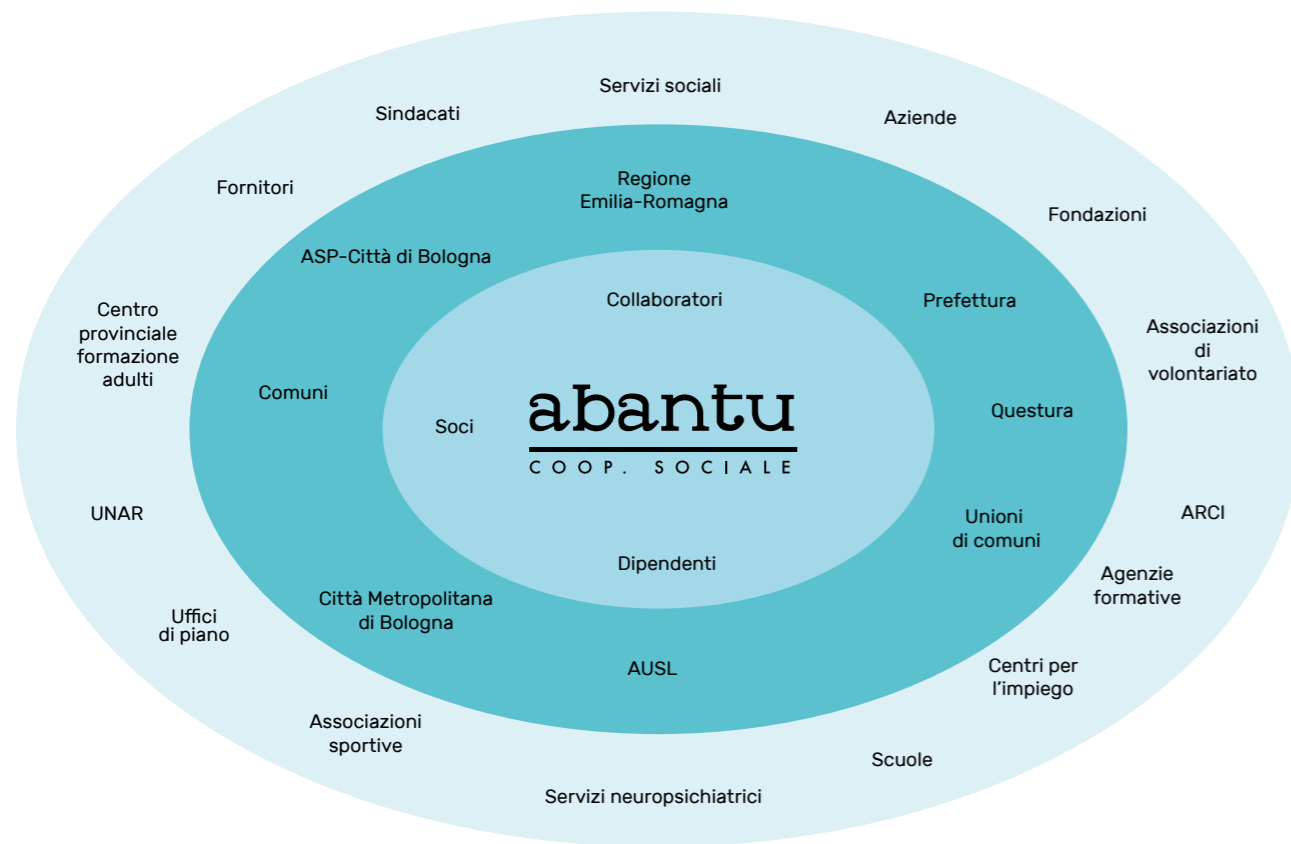 Servizi sociali
Sindacati
Aziende
Fornitori
Fondazioni
Centro
provinciale
formazione
adulti
Associazioni
di
volontariato
UNAR
ARCI
Uffici
di piano
Agenzie
formative
Associazioni
sportive
Centri per
l'impiego
Servizi neuropsichiatrici
Scuole
Regione
Emilia-Romagna
ASP-Città di Bologna
Prefettura
Comuni
Questura
Unioni
di comuni
Città Metropolitana
di Bologna
AUSL
Collaboratori
Soci
abantu
COOP. SOCIALE
Dipendenti